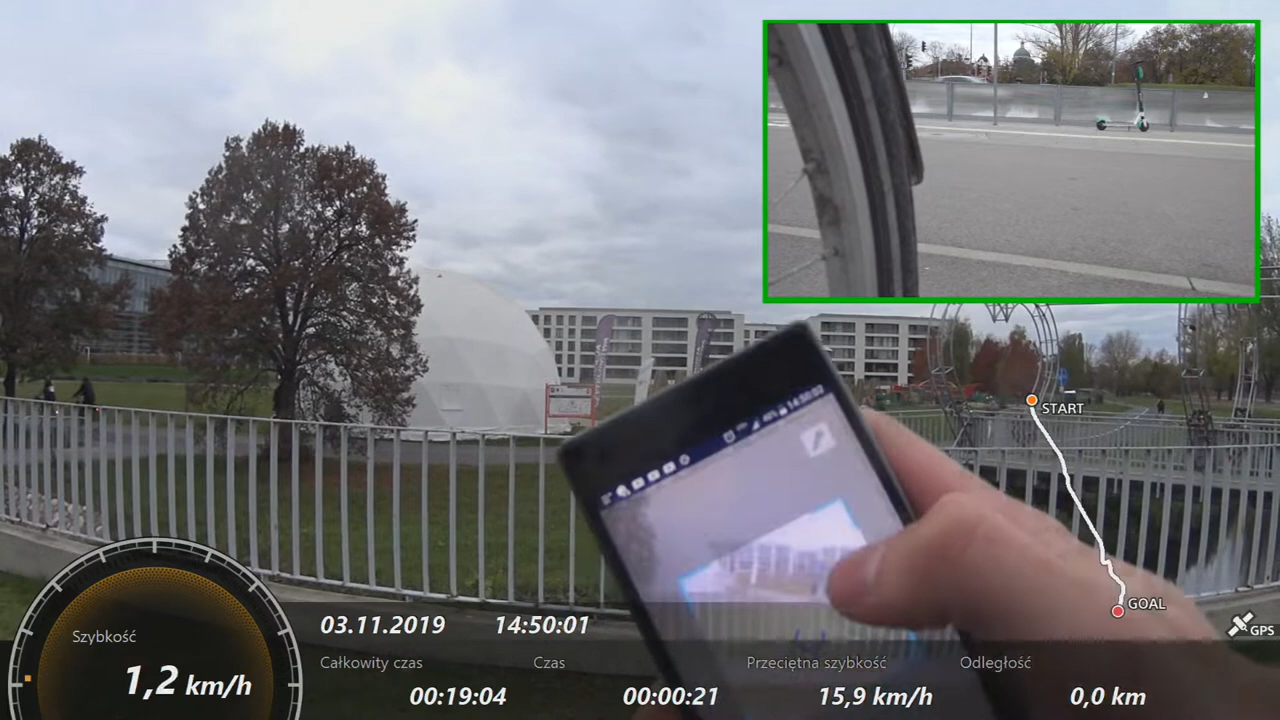 START
GOAL
GPS
Szybkość
1,2 km/h
03.11.2019 14:50:01
Całkowity czas Czas Przeciętna szybkość Odległość
00:19:04 00:00:21 15,9 km/h 0,0 km